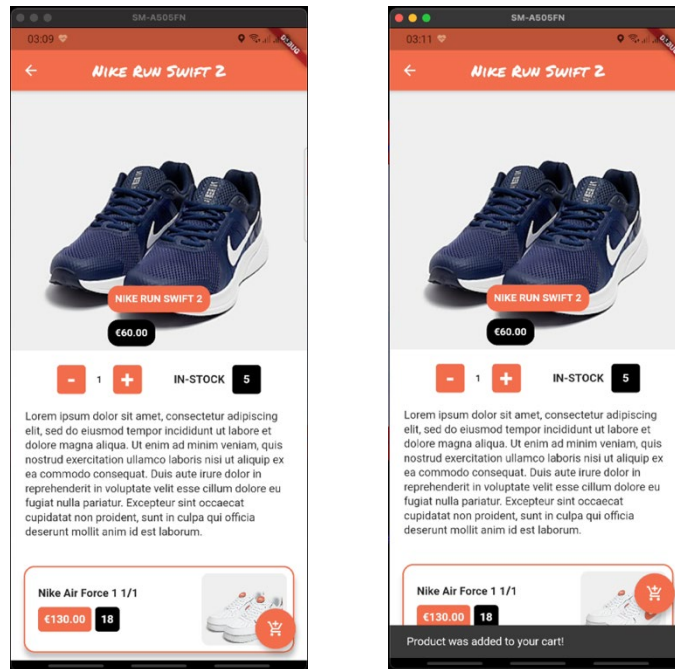 SM-A505FN
03:09
DEBUG
Nike Run Swift 2
NIKE RUN SWIFT 2
€60.00
- 1 + IN-STOCK 5
Lorem ipsum dolor sit amet, consectetur adipiscing
elit, sed do eiusmod tempor incididunt ut labore et
dolore magna aliqua. Ut enim ad minim veniam, quis
nostrud exercitation ullamco laboris nisi ut aliquip ex
ea commodo consequat. Duis aute irure dolor in
reprehenderit in voluptate velit esse cillum dolore eu
fugiat nulla pariatur. Excepteur sint occaecat
cupidatat non proident, sunt in culpa qui officia
deserunt mollit anim id est laborum.
Nike Air Force 1 1/1
€130.00 18
SM-A505FN
03:11
DEBUG
Nike Run Swift 2
NIKE RUN SWIFT 2
€60.00
- 1 + IN-STOCK 5
Lorem ipsum dolor sit amet, consectetur adipiscing
elit, sed do eiusmod tempor incididunt ut labore et
dolore magna aliqua. Ut enim ad minim veniam, quis
nostrud exercitation ullamco laboris nisi ut aliquip ex
ea commodo consequat. Duis aute irure dolor in
reprehenderit in voluptate velit esse cillum dolore eu
fugiat nulla pariatur. Excepteur sint occaecat
cupidatat non proident, sunt in culpa qui officia
deserunt mollit anim id est laborum.
Nike Air Force 1 1/1
€130.00 18
Product was added to your cart!